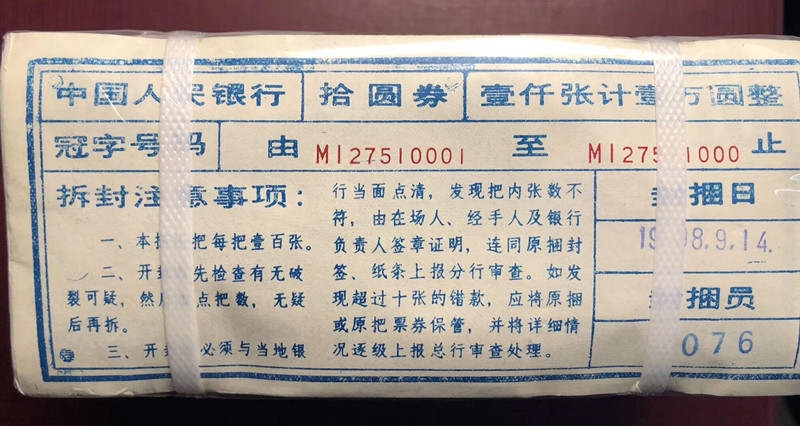 中国人民银行 拾圆券 壹仟张计壹万圆整
冠字号码 由 MI27510001 至 MI275 1000 止
拆封注意事项：
一、本 把每把壹百张。
二、开封 先检查有无破
裂可疑，然 点把数，无疑
后再拆。
三、开封 必须与当地银
行当面点清，发现把内张数不
符，由在场人、经手人及银行
负责人签章证明，连同原捆封
签、纸条上报分行审查。如发
现超过十张的错款，应将原捆
或原把票券保管，并将详细情
况逐级上报总行审查处理。
封捆日
19 98.9.14.
封捆员
076